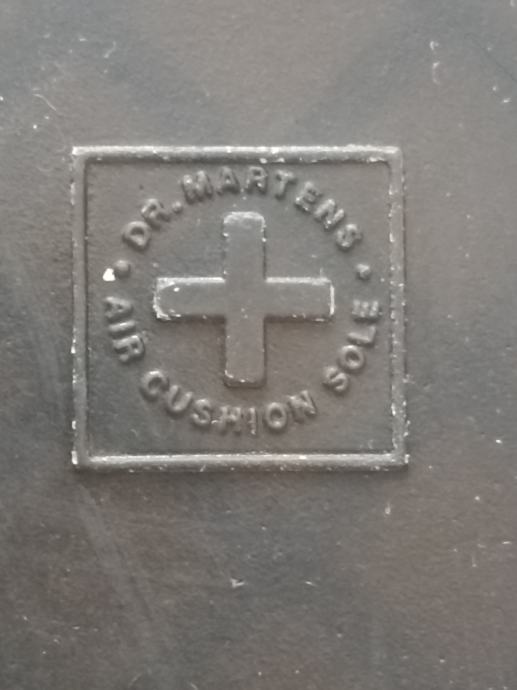 • DR. MARTENS •
AIR CUSHION SOLE